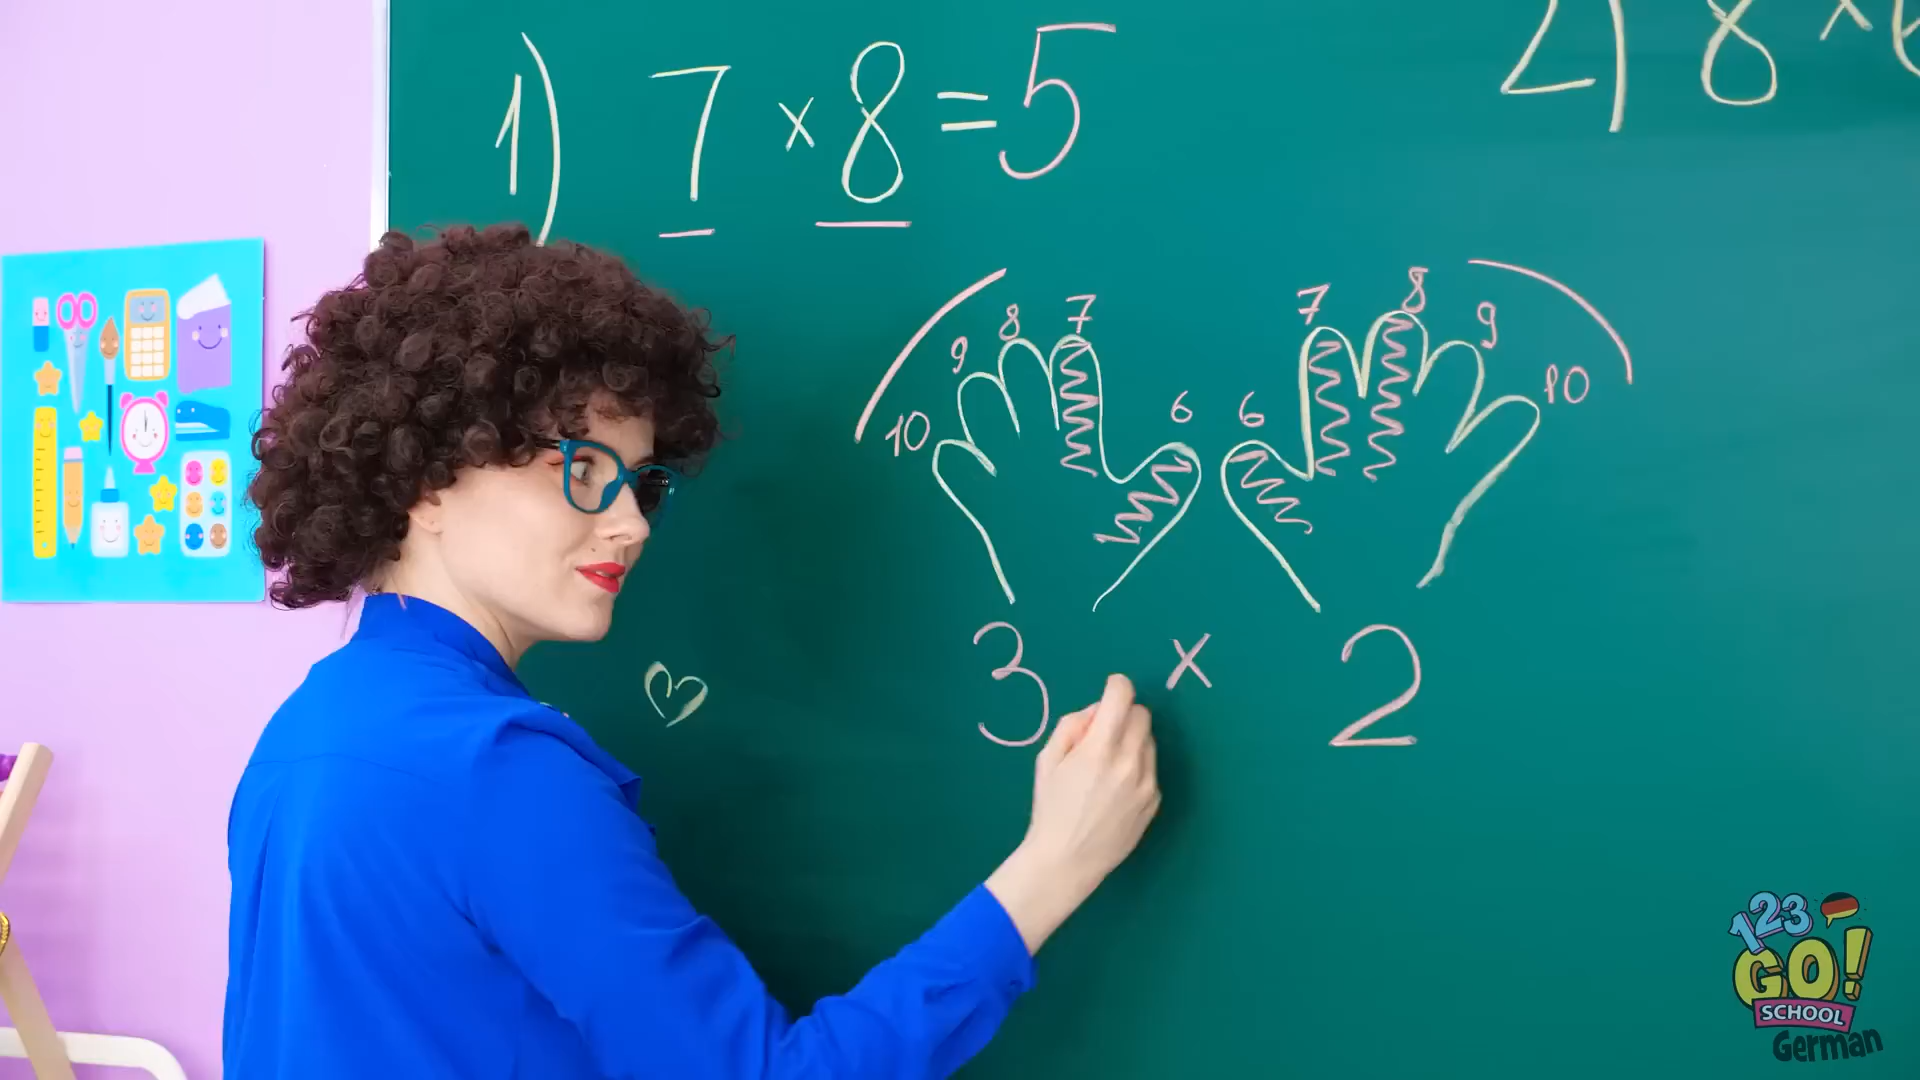 1) 7 × 8 = 5
2) 8 ×
10 9 8 7 6
6 7 8 9 10
3 × 2
123
GO!
SCHOOL
German